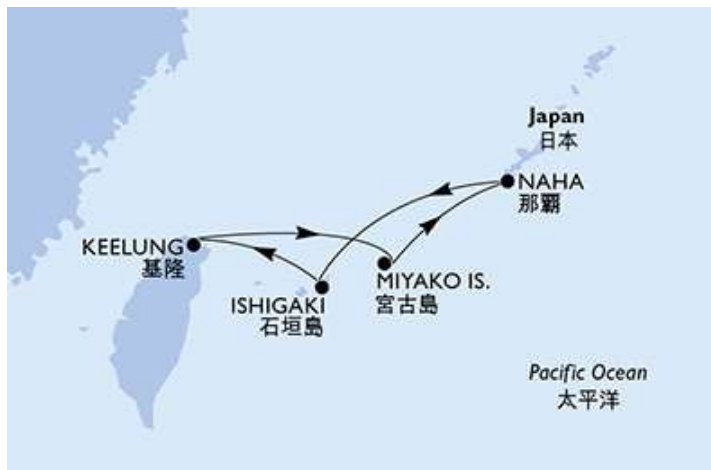 Japan
日本
NAHA
那霸
KEELUNG
基隆
MIYAKO IS.
宮古島
ISHIGAKI
石垣島
Pacific Ocean
太平洋